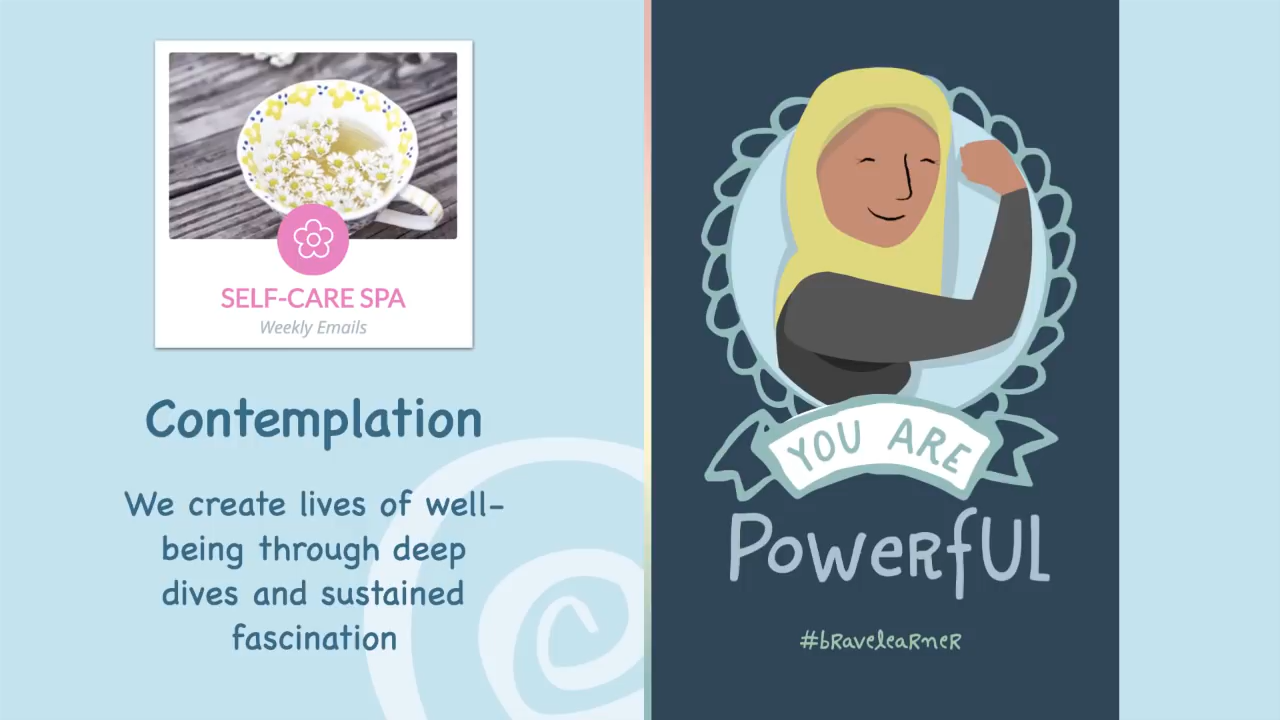 SELF-CARE SPA
Weekly Emails
Contemplation
We create lives of well-
being through deep
dives and sustained
fascination
YOU ARE
PowerfUL
#bRaveleaRneR